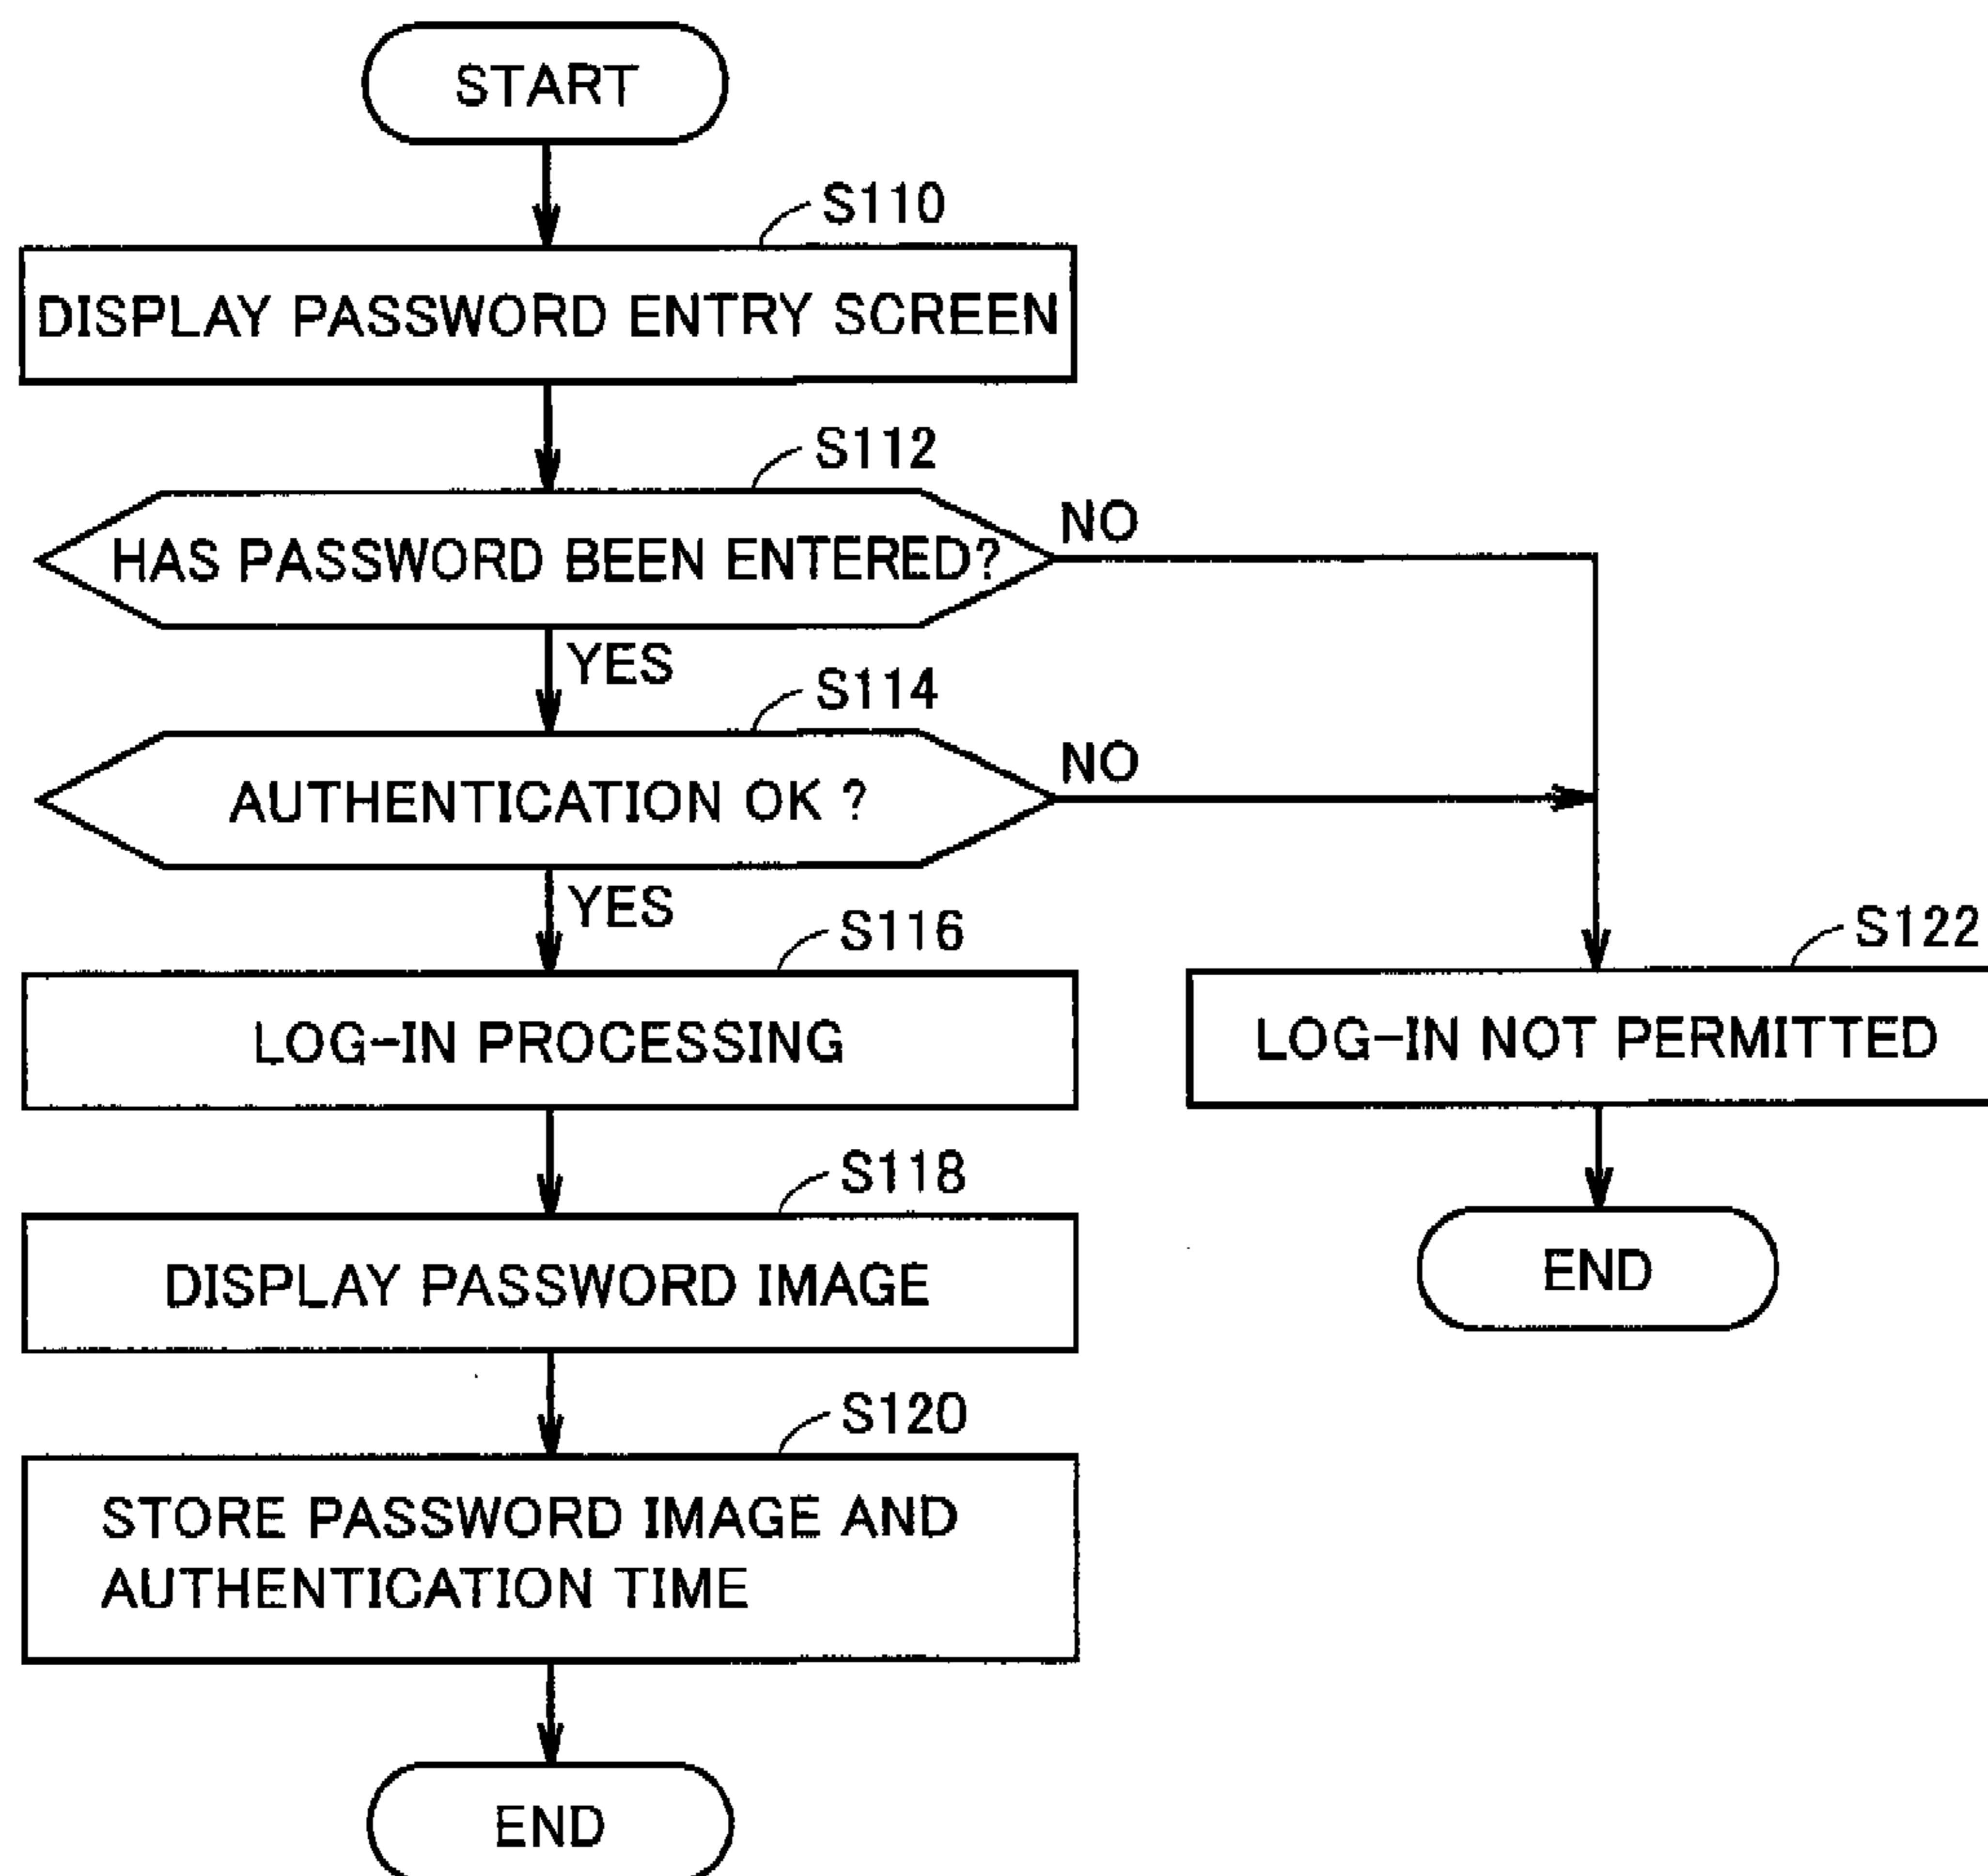 START
S110
DISPLAY PASSWORD ENTRY SCREEN
S112
HAS PASSWORD BEEN ENTERED?
NO
YES
S114
AUTHENTICATION OK ?
NO
YES
S116
LOG-IN PROCESSING
S122
LOG-IN NOT PERMITTED
S118
DISPLAY PASSWORD IMAGE
END
S120
STORE PASSWORD IMAGE AND
AUTHENTICATION TIME
END